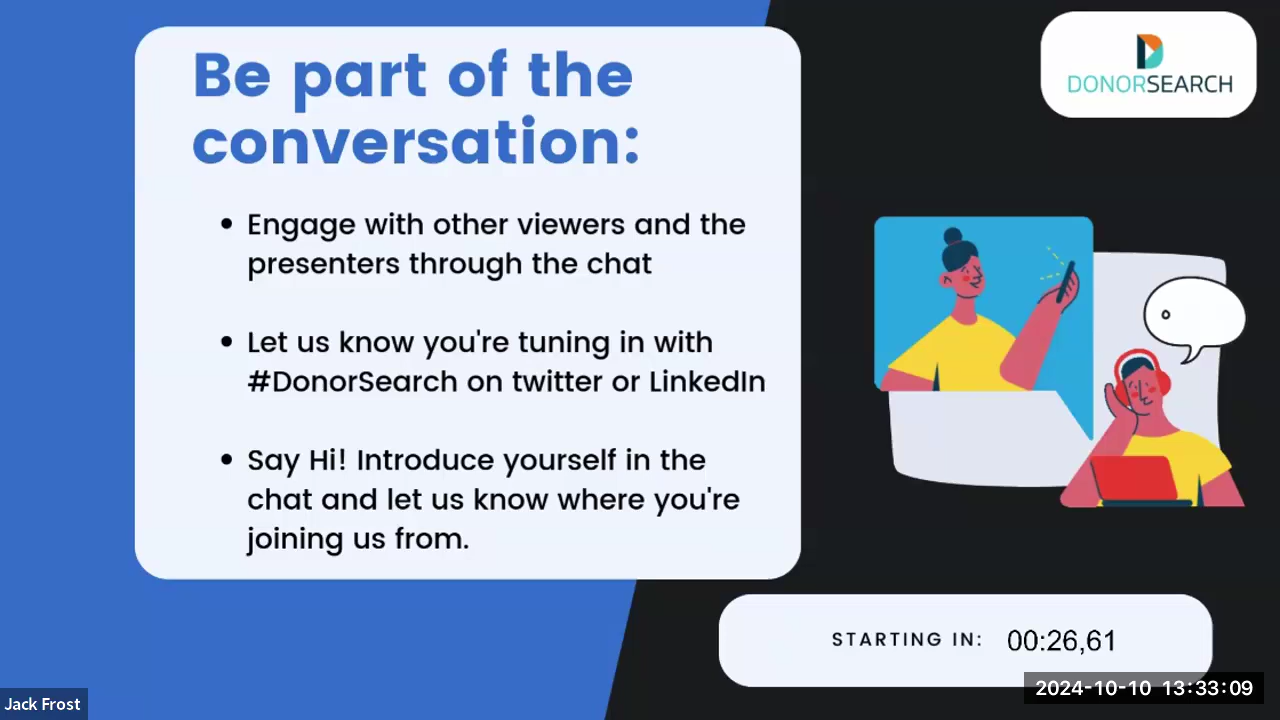 Be part of the
conversation:
DONORSEARCH
• Engage with other viewers and the
presenters through the chat
• Let us know you're tuning in with
#DonorSearch on twitter or LinkedIn
• Say Hi! Introduce yourself in the
chat and let us know where you're
joining us from.
STARTING IN: 00:26,61
2024-10-10 13:33:09
Jack Frost